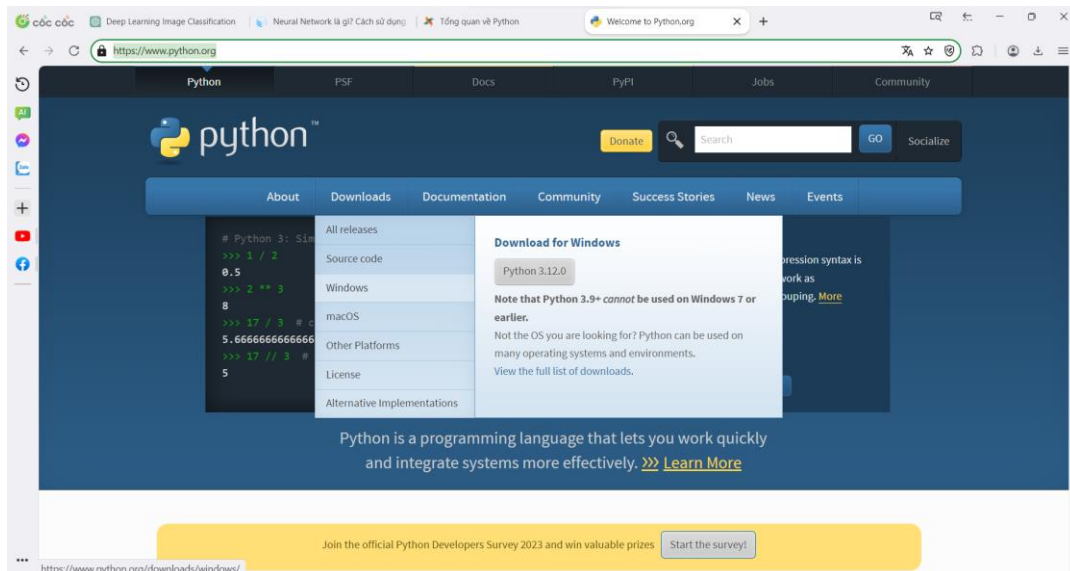 cốc cốc Deep Learning Image Classification Neural Network là gì? Cách sử dụng Tổng quan về Python Welcome to Python.org
https://www.python.org
Python PSF Docs PyPI Jobs Community
AI
python™
Donate Search GO Socialize
Zalo
About Downloads Documentation Community Success Stories News Events
All releases
Source code
Windows
macOS
Other Platforms
License
Alternative Implementations
Download for Windows
Python 3.12.0
Note that Python 3.9+ cannot be used on Windows 7 or
earlier.
Not the OS you are looking for? Python can be used on
many operating systems and environments.
View the full list of downloads.
# Python 3: Sim
>>> 1 / 2
0.5
>>> 2 ** 3
8
>>> 17 / 3 # c
5.6666666666666
>>> 17 // 3 #
5
pression syntax is
work as
ouping. More
Python is a programming language that lets you work quickly
and integrate systems more effectively. >>> Learn More
Join the official Python Developers Survey 2023 and win valuable prizes Start the survey!
https://www.python.org/downloads/windows/